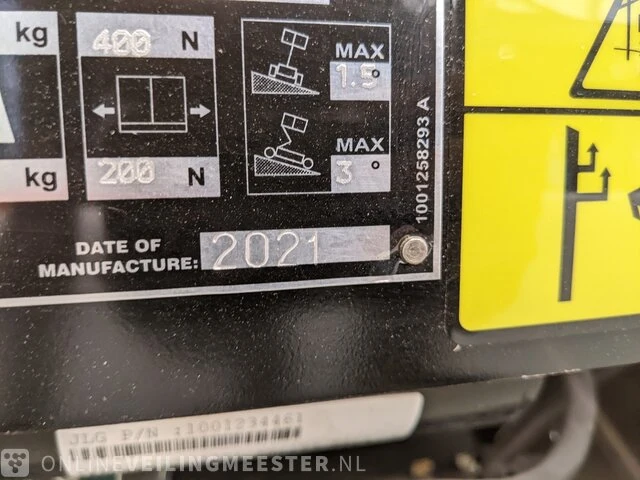 kg 400 N
MAX
1.5°
kg 200 N
MAX
3°
1001258293 A
DATE OF
MANUFACTURE: 2021
JLG P/N :1001234461
ONLINEVEILINGMEESTER.NL